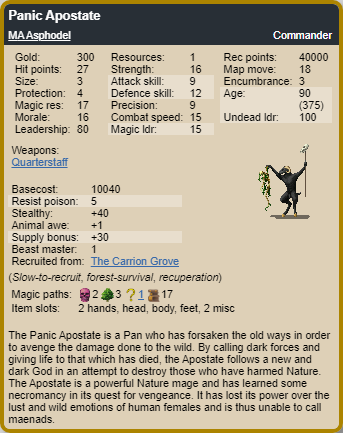 Panic Apostate
MA Asphodel Commander
Gold: 300 Resources: 1 Rec points: 40000
Hit points: 27 Strength: 16 Map move: 18
Size: 3 Attack skill: 9 Encumbrance: 3
Protection: 4 Defence skill: 12 Age: 90
Magic res: 17 Precision: 9 (375)
Morale: 16 Combat speed: 15 Undead ldr: 100
Leadership: 80 Magic ldr: 15
Weapons:
Quarterstaff
Basecost: 10040
Resist poison: 5
Stealthy: +40
Animal awe: +1
Supply bonus: +30
Beast master: 1
Recruited from: The Carrion Grove
(Slow-to-recruit, forest-survival, recuperation)
Magic paths: 2 3 ? 1 17
Item slots: 2 hands, head, body, feet, 2 misc
The Panic Apostate is a Pan who has forsaken the old ways in order
to avenge the damage done to the wild. By calling dark forces and
giving life to that which has died, the Apostate follows a new and
dark God in an attempt to destroy those who have harmed Nature.
The Apostate is a powerful Nature mage and has learned some
necromancy in its quest for vengeance. It has lost its power over the
lust and wild emotions of human females and is thus unable to call
maenads.